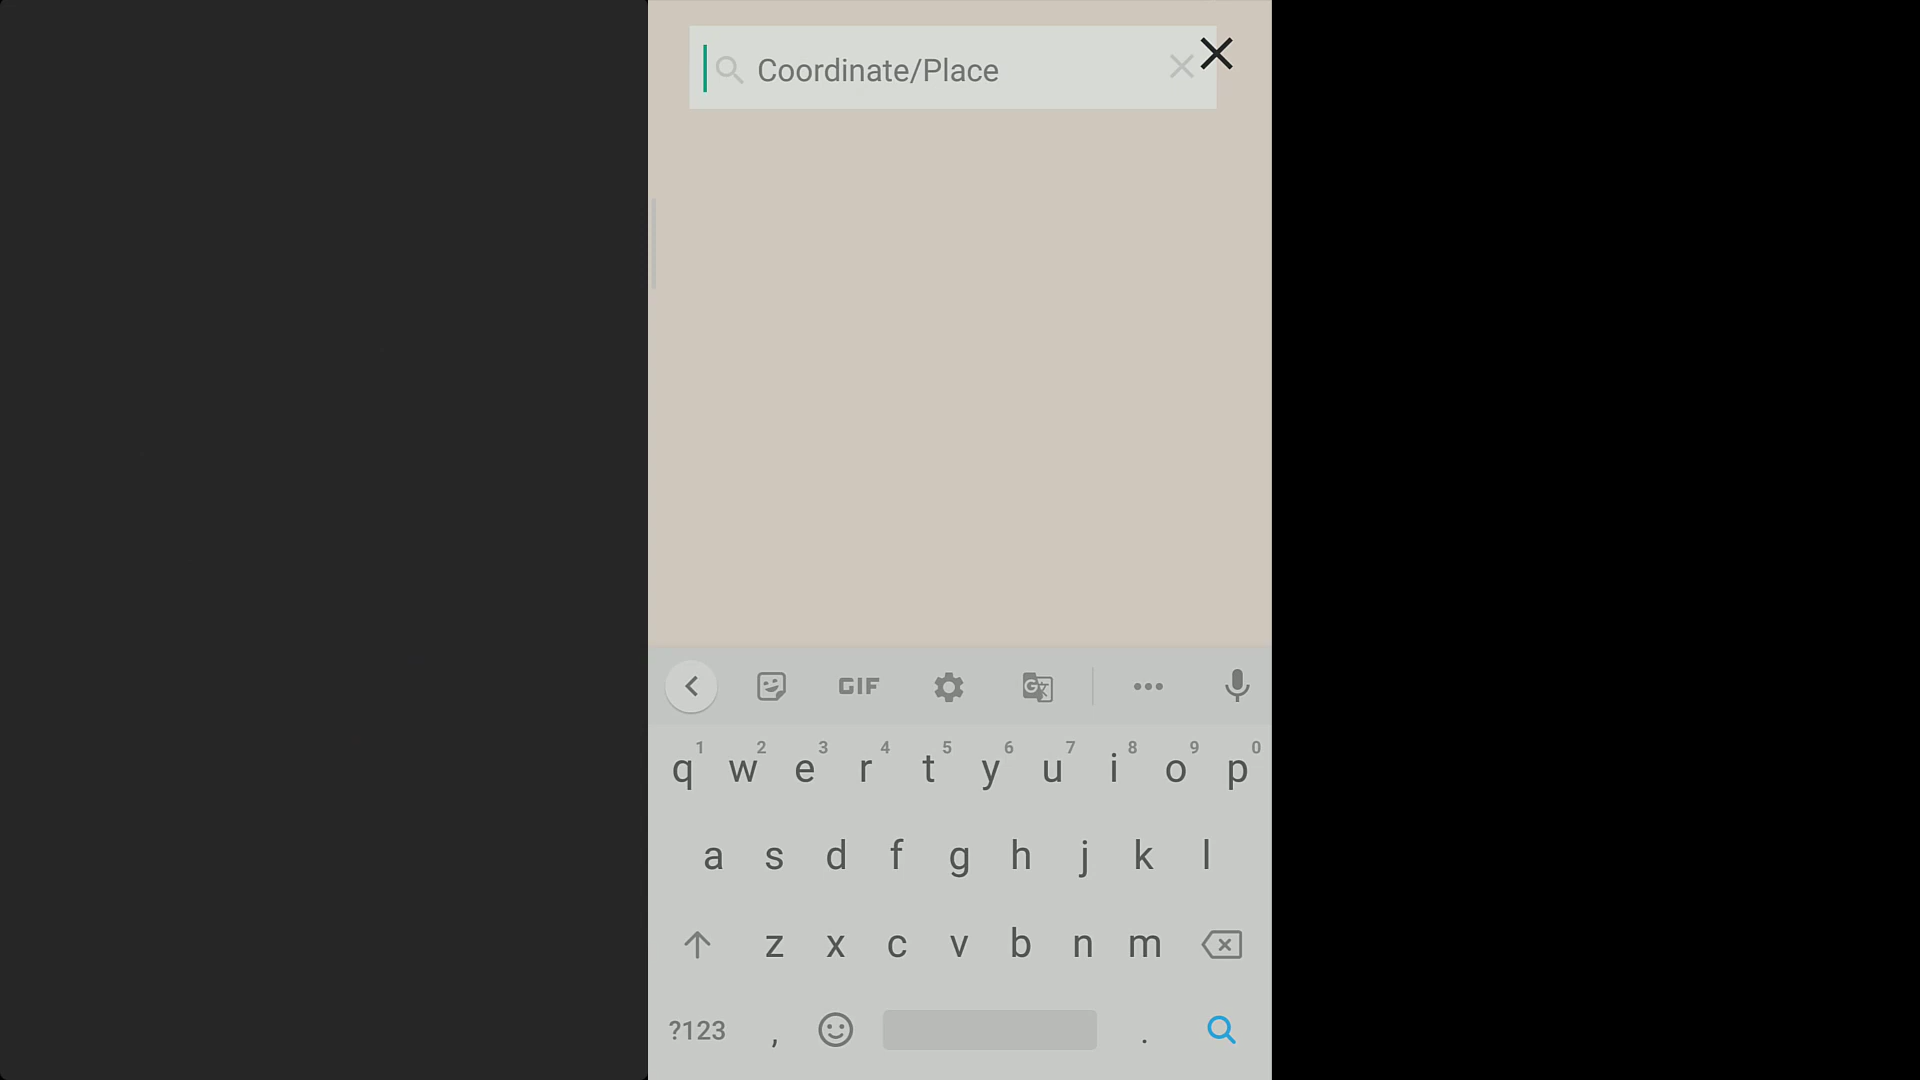 Coordinate/Place
GIF
1 2 3 4 5 6 7 8 9 0
q w e r t y u i o p
a s d f g h j k l
z x c v b n m
?123 , .